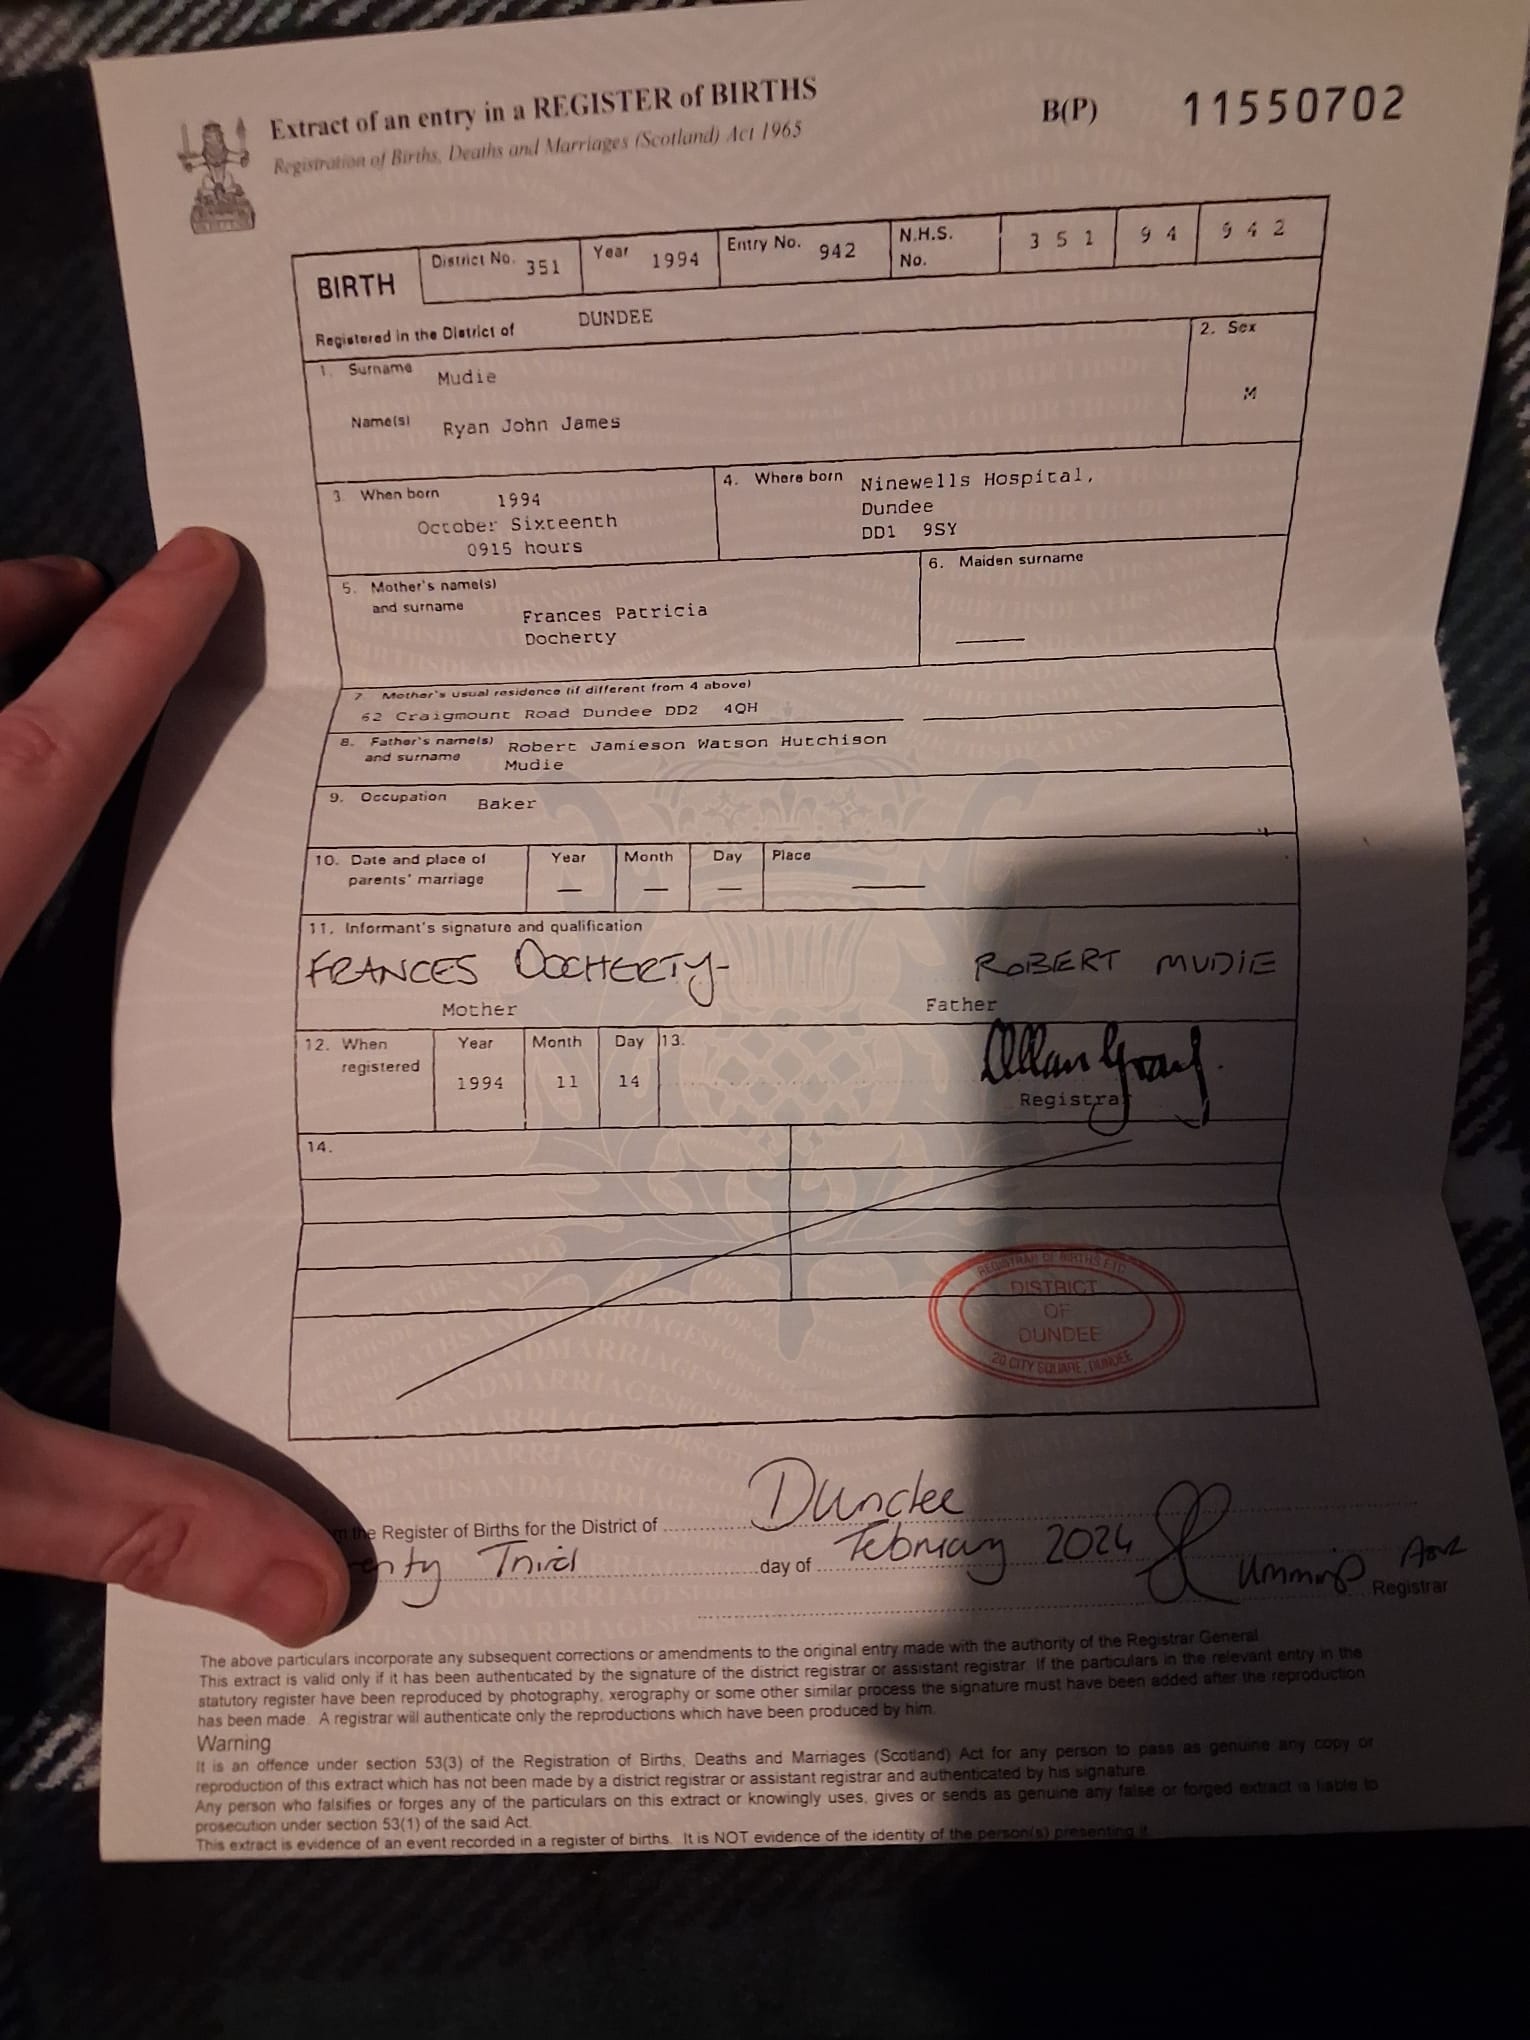 Extract of an entry in a REGISTER of BIRTHS
Registration of Births, Deaths and Marriages (Scotland) Act 1965
B(P) 11550702
BIRTH District No. 351 Year 1994 Entry No. 942 N.H.S. No. 3 5 1 9 4 9 4 2
Registered in the District of DUNDEE
1. Surname Mudie
2. Sex
Name(s) Ryan John James
M
3. When born 1994
October Sixteenth
0915 hours
4. Where born Ninewells Hospital,
Dundee
DD1 9SY
5. Mother's name(s)
and surname
Frances Patricia
Docherty
6. Maiden surname
7. Mother's usual residence (if different from 4 above)
62 Craigmount Road Dundee DD2 4QH
8. Father's name(s)
and surname
Robert Jamieson Watson Hutchison
Mudie
9. Occupation Baker
10. Date and place of
parents' marriage
Year — Month — Day — Place
11. Informant's signature and qualification
FRANCES DOCHERTY ROBERT MUDIE
Mother Father
12. When
registered
Year Month Day 13.
1994 11 14
Allan Grant
Registrar
14.
REGISTRAR OF BIRTHS ETC
DISTRICT
OF
DUNDEE
20 CITY SQUARE, DUNDEE
the Register of Births for the District of Dundee
Third day of February 2024
Registrar
The above particulars incorporate any subsequent corrections or amendments to the original entry made with the authority of the Registrar General.
This extract is valid only if it has been authenticated by the signature of the district registrar or assistant registrar. If the particulars in the relevant entry in the
statutory register have been reproduced by photography, xerography or some other similar process the signature must have been added after the reproduction
has been made. A registrar will authenticate only the reproductions which have been produced by him.
Warning
It is an offence under section 53(3) of the Registration of Births, Deaths and Marriages (Scotland) Act for any person to pass as genuine any copy or
reproduction of this extract which has not been made by a district registrar or assistant registrar and authenticated by his signature.
Any person who falsifies or forges any of the particulars on this extract or knowingly uses, gives or sends as genuine any false or forged extract is liable to
prosecution under section 53(1) of the said Act.
This extract is evidence of an event recorded in a register of births. It is NOT evidence of the identity of the person(s) presenting it.